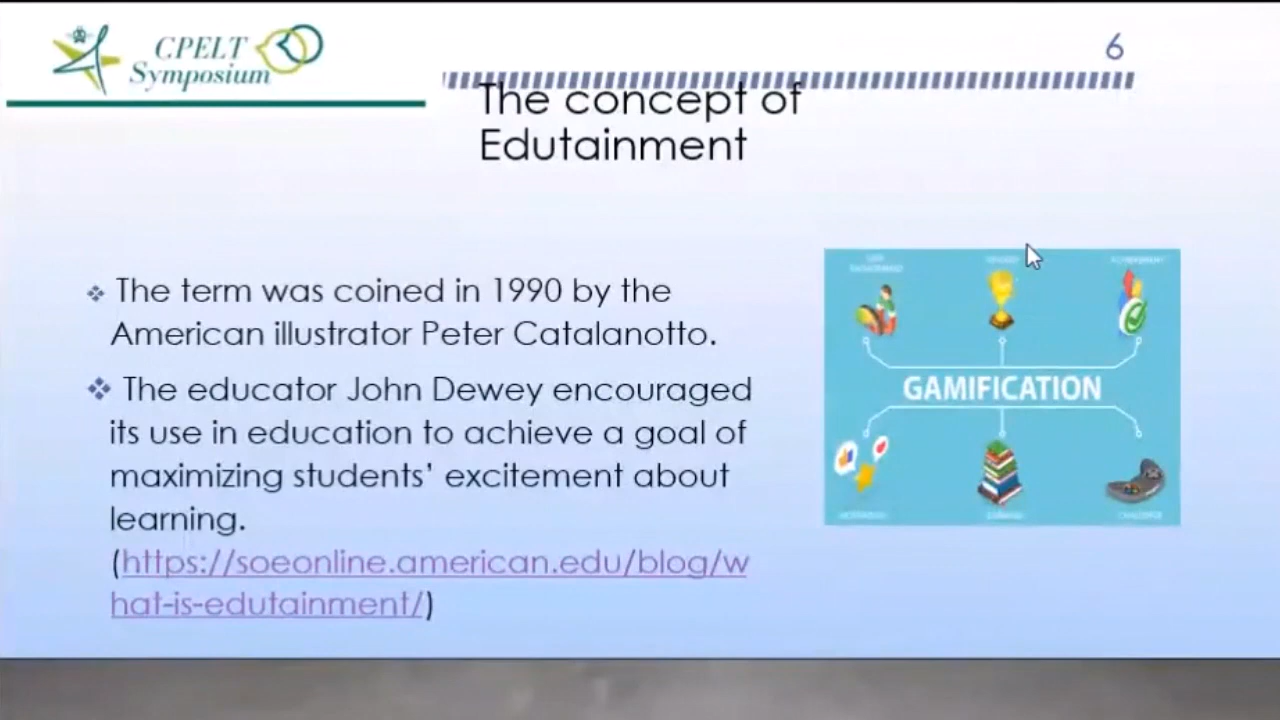 CPELT
Symposium
6
The concept of
Edutainment
The term was coined in 1990 by the
American illustrator Peter Catalanotto.
The educator John Dewey encouraged
its use in education to achieve a goal of
maximizing students' excitement about
learning.
(https://soeonline.american.edu/blog/w
hat-is-edutainment/)
GAMIFICATION